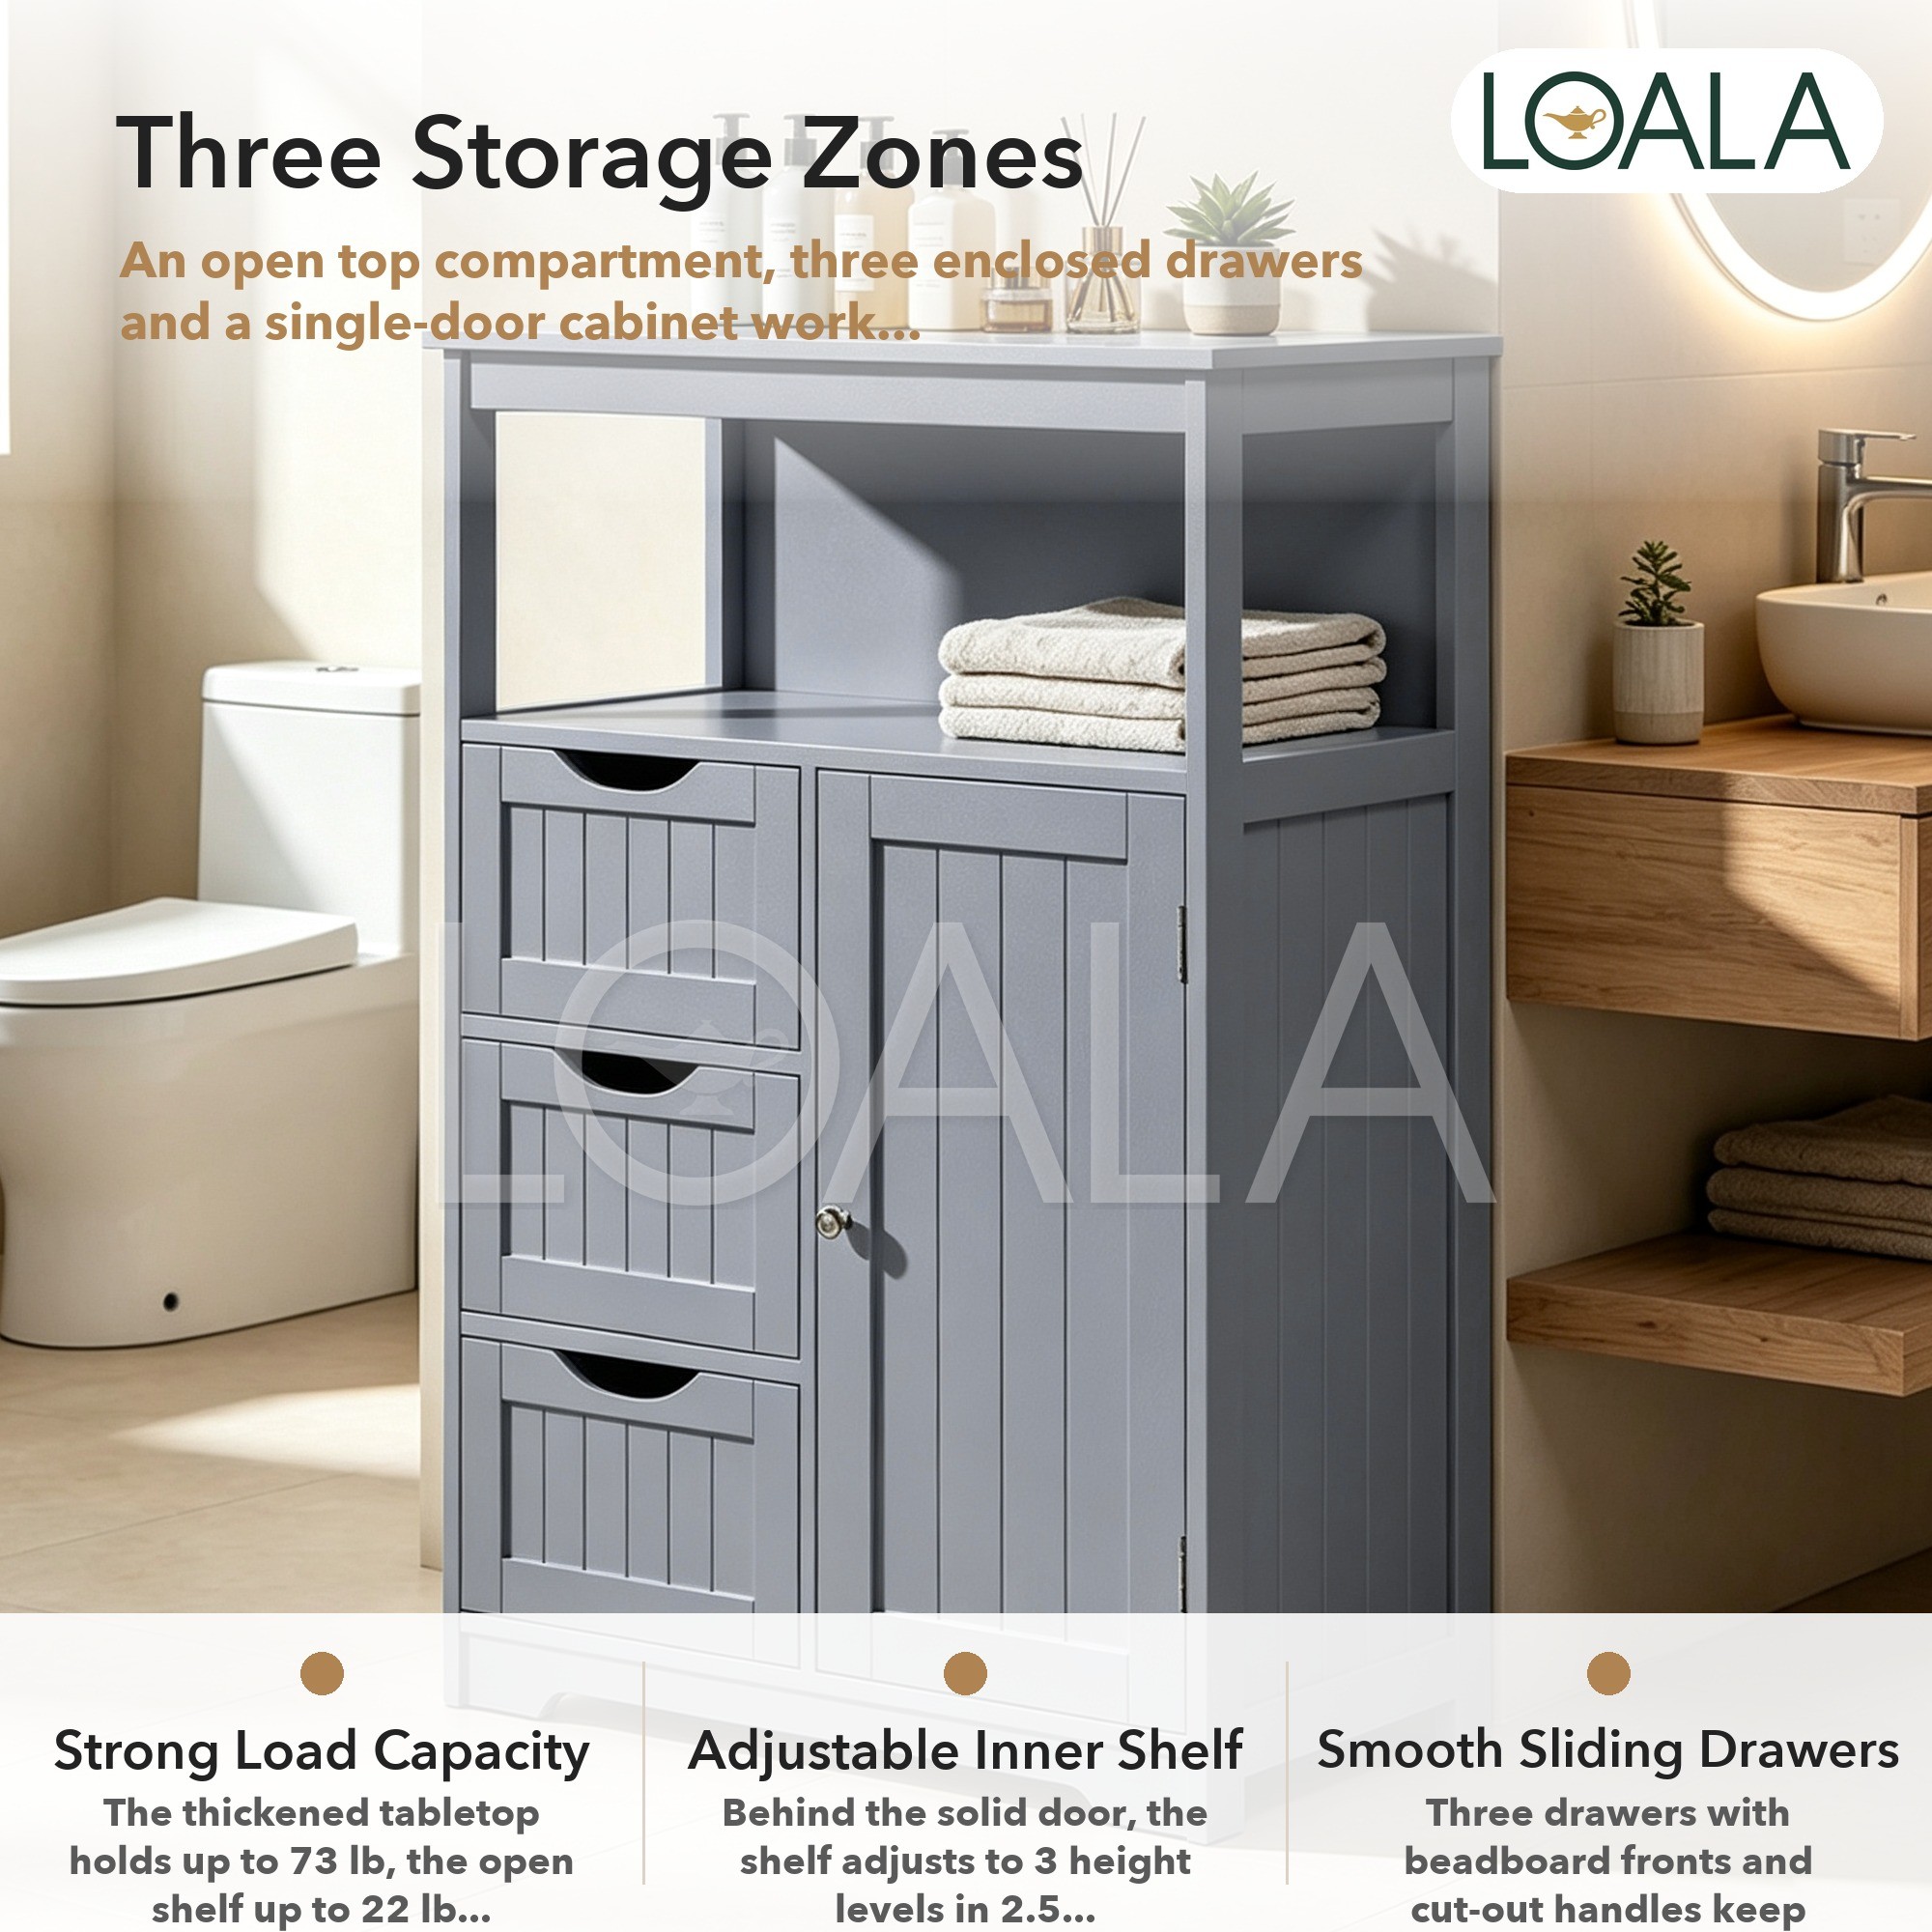 LOALA
Three Storage Zones
An open top compartment, three enclosed drawers
and a single-door cabinet work...
LOALA
Strong Load Capacity
The thickened tabletop
holds up to 73 lb, the open
shelf up to 22 lb...
Adjustable Inner Shelf
Behind the solid door, the
shelf adjusts to 3 height
levels in 2.5...
Smooth Sliding Drawers
Three drawers with
beadboard fronts and
cut-out handles keep